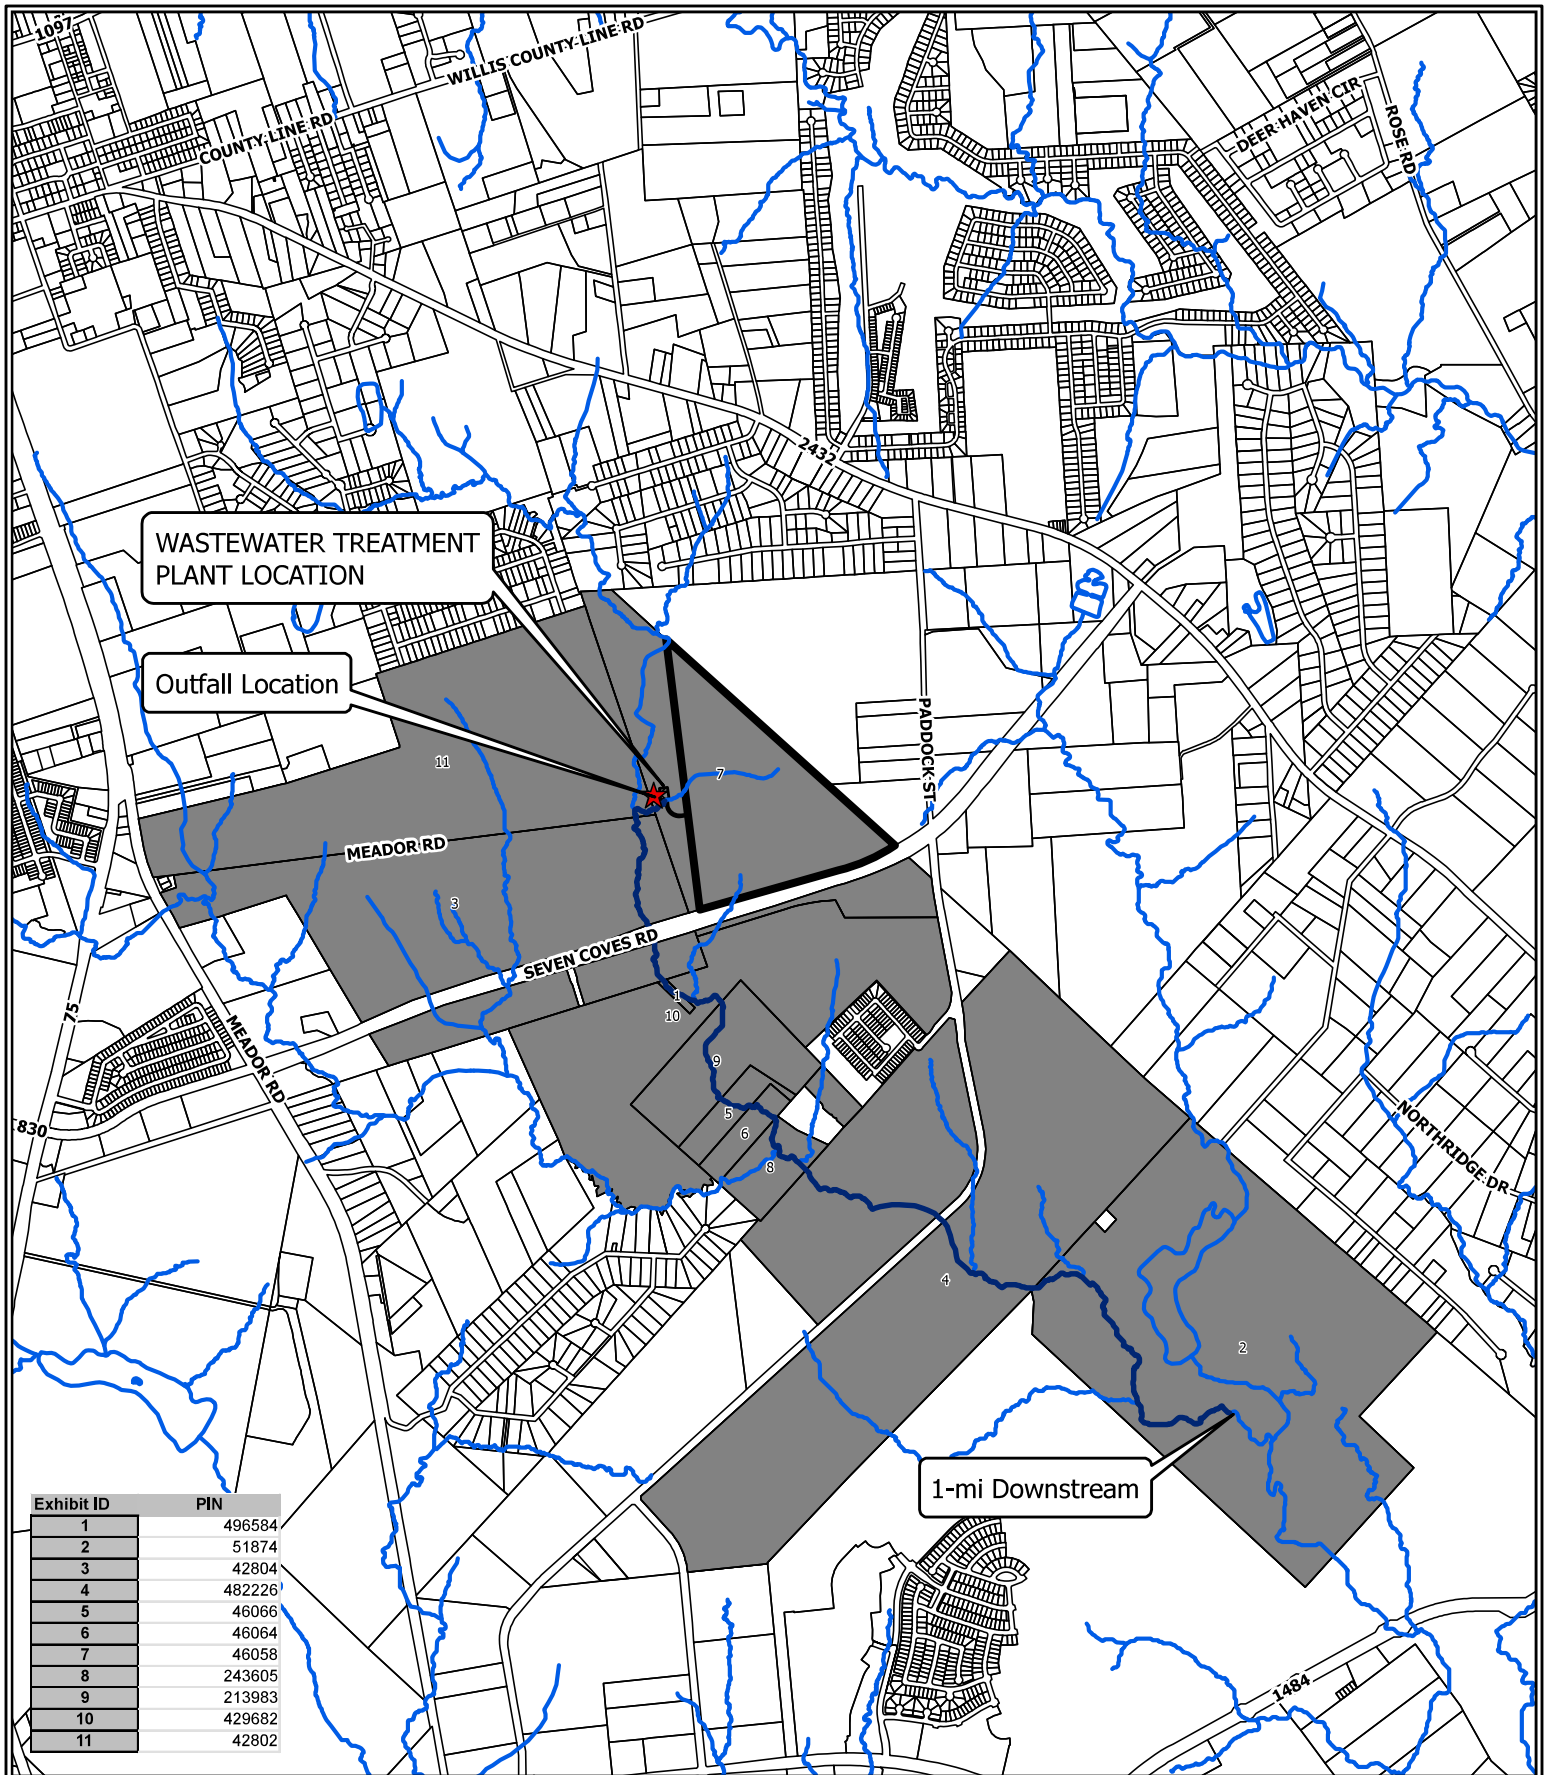 1097
WILLIS COUNTY LINE RD
COUNTY LINE RD
DEER HAVEN CIR
ROSE RD
2432
WASTEWATER TREATMENT
PLANT LOCATION
Outfall Location
PADDOCK ST
11
7
MEADOR RD
3
SEVEN COVES RD
1
10
75
MEADOR RD
9
5
6
8
830
NORTHRIDGE DR
4
2
1-mi Downstream
1484
Exhibit ID PIN
1 496584
2 51874
3 42804
4 482226
5 46066
6 46064
7 46058
8 243605
9 213983
10 429682
11 42802